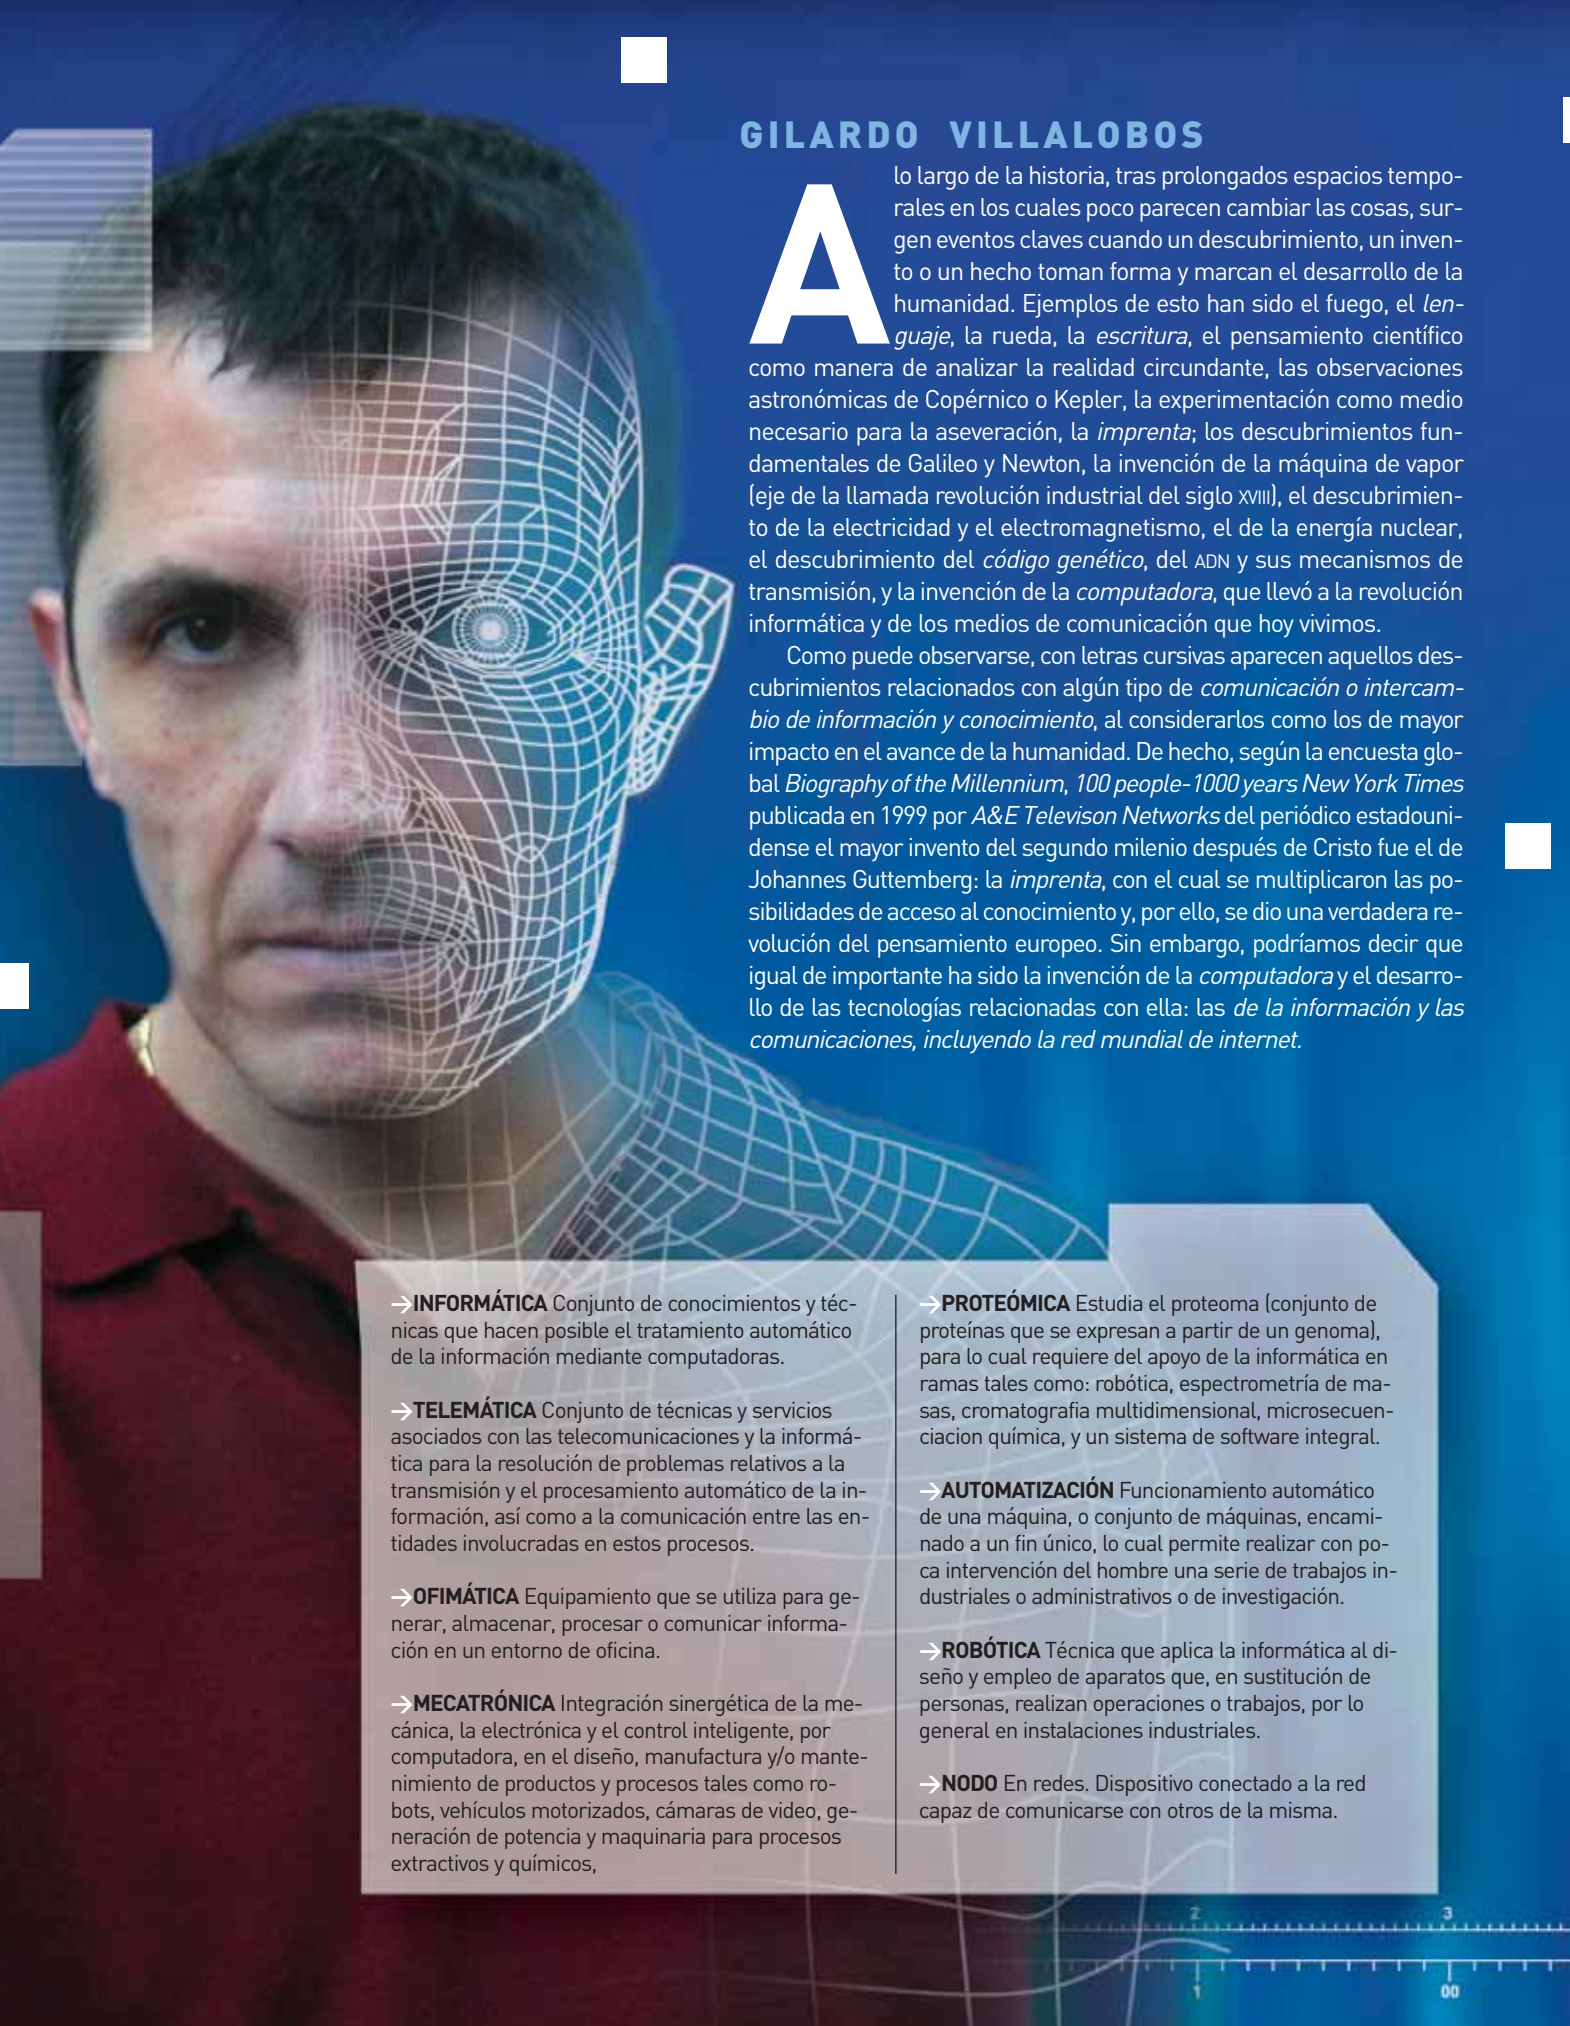 GILARDO VILLALOBOS
A lo largo de la historia, tras prolongados espacios tempo-
rales en los cuales poco parecen cambiar las cosas, sur-
gen eventos claves cuando un descubrimiento, un inven-
to o un hecho toman forma y marcan el desarrollo de la
humanidad. Ejemplos de esto han sido el fuego, el len-
guaje, la rueda, la escritura, el pensamiento científico
como manera de analizar la realidad circundante, las observaciones
astronómicas de Copérnico o Kepler, la experimentación como medio
necesario para la aseveración, la imprenta; los descubrimientos fun-
damentales de Galileo y Newton, la invención de la máquina de vapor
(eje de la llamada revolución industrial del siglo XVIII), el descubrimien-
to de la electricidad y el electromagnetismo, el de la energía nuclear,
el descubrimiento del código genético, del ADN y sus mecanismos de
transmisión, y la invención de la computadora, que llevó a la revolución
informática y de los medios de comunicación que hoy vivimos.
Como puede observarse, con letras cursivas aparecen aquellos des-
cubrimientos relacionados con algún tipo de comunicación o intercam-
bio de información y conocimiento, al considerarlos como los de mayor
impacto en el avance de la humanidad. De hecho, según la encuesta glo-
bal Biography of the Millennium, 100 people-1000 years New York Times
publicada en 1999 por A&E Televison Networks del periódico estadouni-
dense el mayor invento del segundo milenio después de Cristo fue el de
Johannes Guttemberg: la imprenta, con el cual se multiplicaron las po-
sibilidades de acceso al conocimiento y, por ello, se dio una verdadera re-
volución del pensamiento europeo. Sin embargo, podríamos decir que
igual de importante ha sido la invención de la computadora y el desarro-
llo de las tecnologías relacionadas con ella: las de la información y las
comunicaciones, incluyendo la red mundial de internet.
→INFORMÁTICA Conjunto de conocimientos y téc-
nicas que hacen posible el tratamiento automático
de la información mediante computadoras.
→TELEMÁTICA Conjunto de técnicas y servicios
asociados con las telecomunicaciones y la informá-
tica para la resolución de problemas relativos a la
transmisión y el procesamiento automático de la in-
formación, así como a la comunicación entre las en-
tidades involucradas en estos procesos.
→OFIMÁTICA Equipamiento que se utiliza para ge-
nerar, almacenar, procesar o comunicar informa-
ción en un entorno de oficina.
→MECATRÓNICA Integración sinergética de la me-
cánica, la electrónica y el control inteligente, por
computadora, en el diseño, manufactura y/o mante-
nimiento de productos y procesos tales como ro-
bots, vehículos motorizados, cámaras de video, ge-
neración de potencia y maquinaria para procesos
extractivos y químicos,
→PROTEÓMICA Estudia el proteoma (conjunto de
proteínas que se expresan a partir de un genoma),
para lo cual requiere del apoyo de la informática en
ramas tales como: robótica, espectrometría de ma-
sas, cromatografia multidimensional, microsecuen-
ciacion química, y un sistema de software integral.
→AUTOMATIZACIÓN Funcionamiento automático
de una máquina, o conjunto de máquinas, encami-
nado a un fin único, lo cual permite realizar con po-
ca intervención del hombre una serie de trabajos in-
dustriales o administrativos o de investigación.
→ROBÓTICA Técnica que aplica la informática al di-
seño y empleo de aparatos que, en sustitución de
personas, realizan operaciones o trabajos, por lo
general en instalaciones industriales.
→NODO En redes. Dispositivo conectado a la red
capaz de comunicarse con otros de la misma.
2 3
1 00